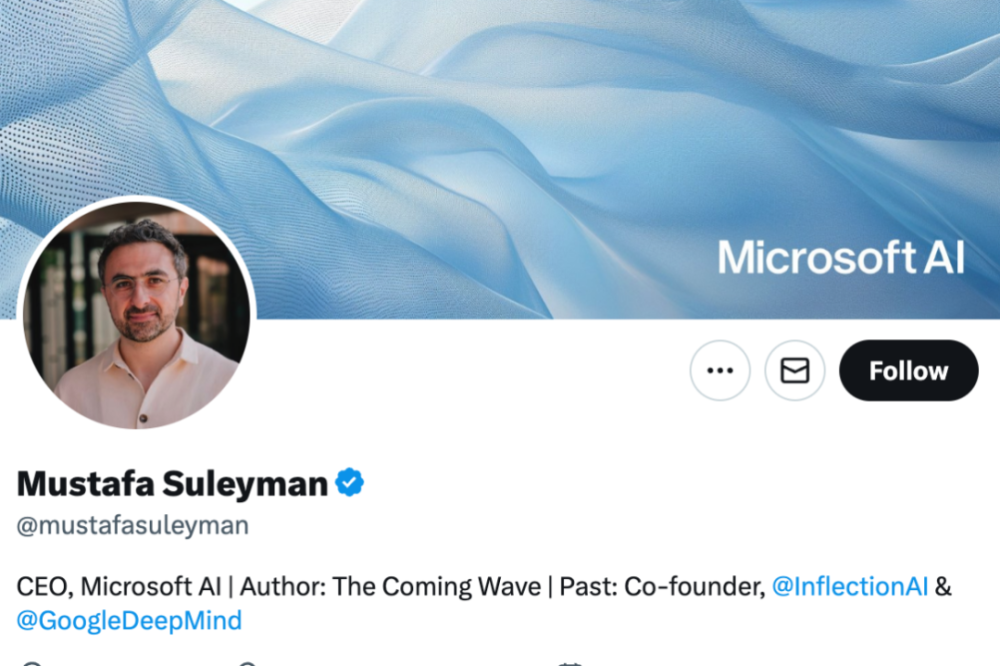 Microsoft AI
Follow
Mustafa Suleyman
@mustafasuleyman
CEO, Microsoft AI | Author: The Coming Wave | Past: Co-founder, @InflectionAI &
@GoogleDeepMind